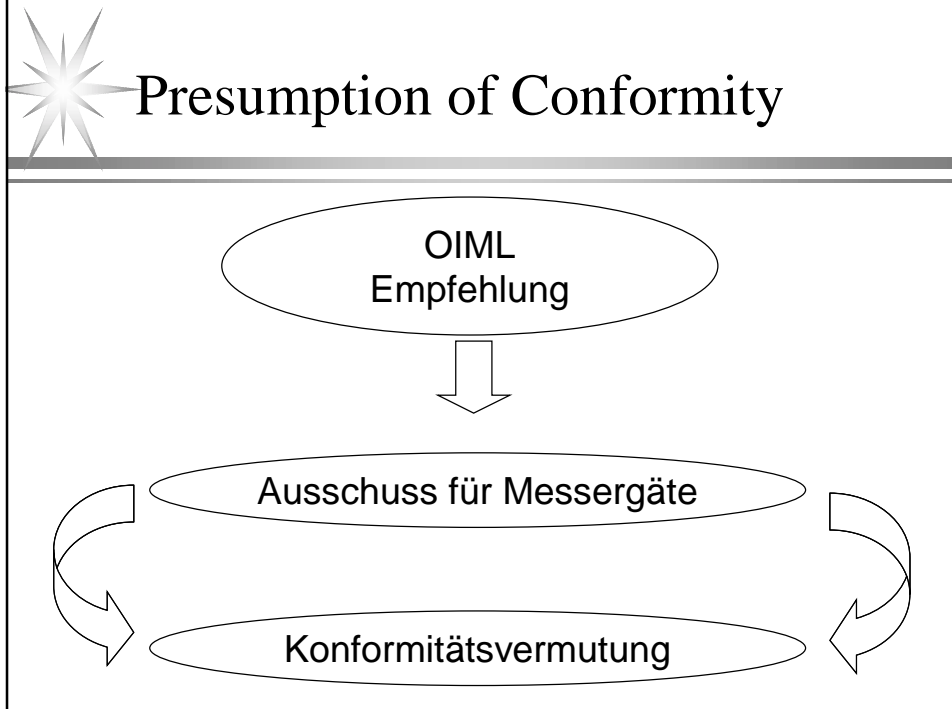 Presumption of Conformity
OIML
Empfehlung
Ausschuss für Messergäte
Konformitätsvermutung